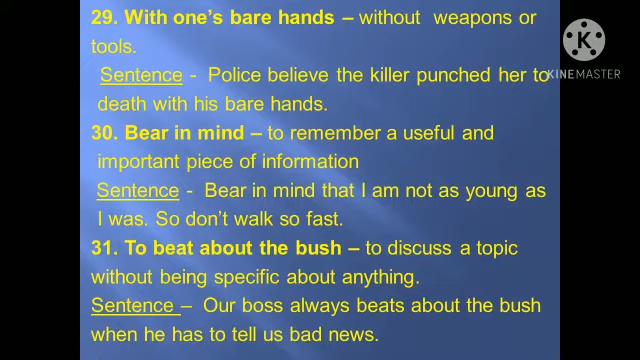 29. With one's bare hands – without weapons or
tools.
Sentence - Police believe the killer punched her to
death with his bare hands.
30. Bear in mind – to remember a useful and
important piece of information
Sentence - Bear in mind that I am not as young as
I was. So don't walk so fast.
31. To beat about the bush – to discuss a topic
without being specific about anything.
Sentence – Our boss always beats about the bush
when he has to tell us bad news.
K
KINEMASTER